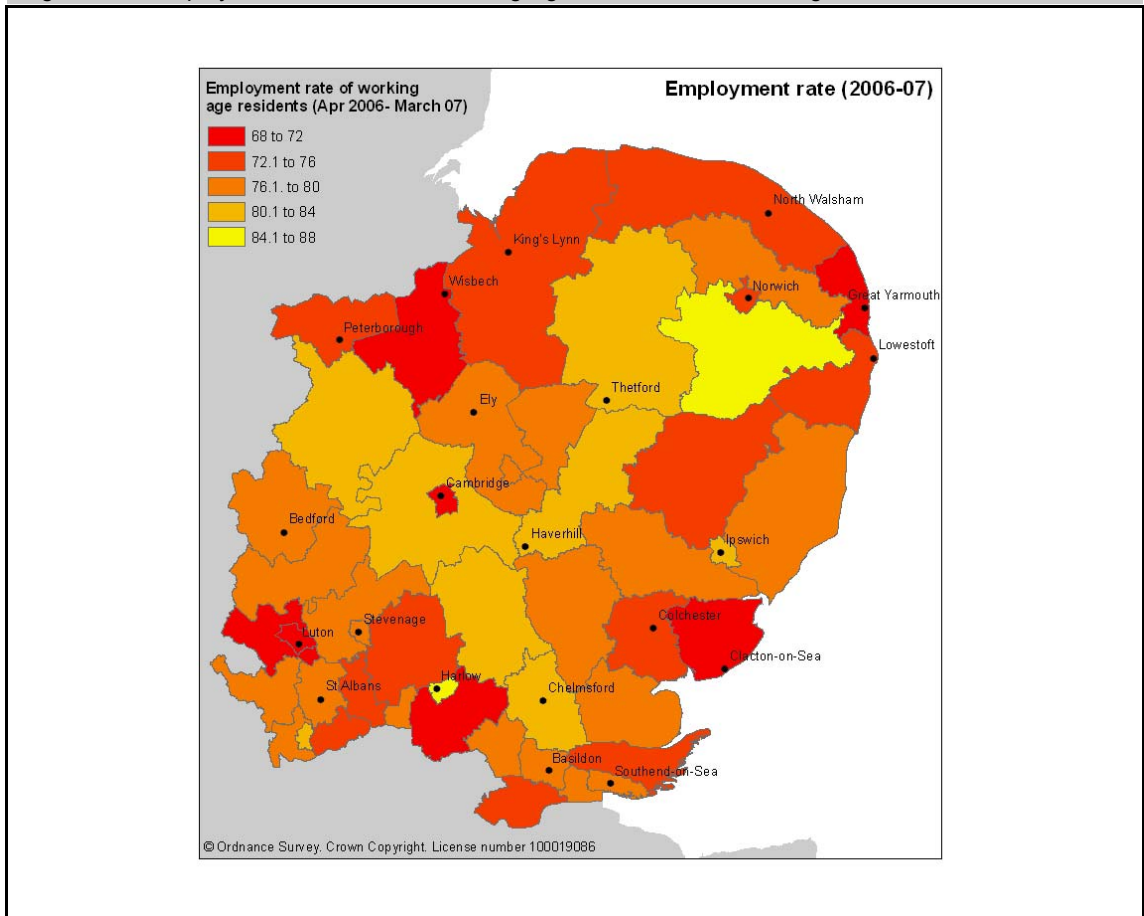 Employment rate of working
age residents (Apr 2006- March 07)
Employment rate (2006-07)
68 to 72
72.1 to 76
76.1. to 80
80.1 to 84
84.1 to 88
North Walsham
King's Lynn
Wisbech
Norwich
Great Yarmouth
Peterborough
Lowestoft
Thetford
Ely
Cambridge
Bedford
Haverhill
Ipswich
Stevenage
Colchester
Luton
Clacton-on-Sea
Harlow
St Albans
Chelmsford
Basildon
Southend-on-Sea
© Ordnance Survey. Crown Copyright. License number 100019086